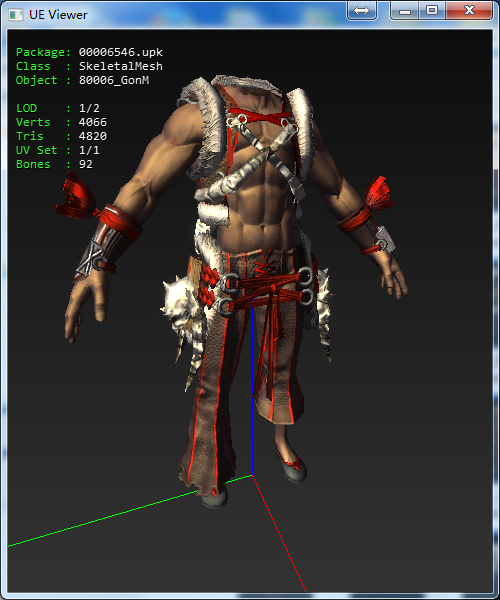 UE Viewer
Package: 00006546.upk
Class : SkeletalMesh
Object : 80006_GonM
LOD : 1/2
Verts : 4066
Tris : 4820
UV Set : 1/1
Bones : 92